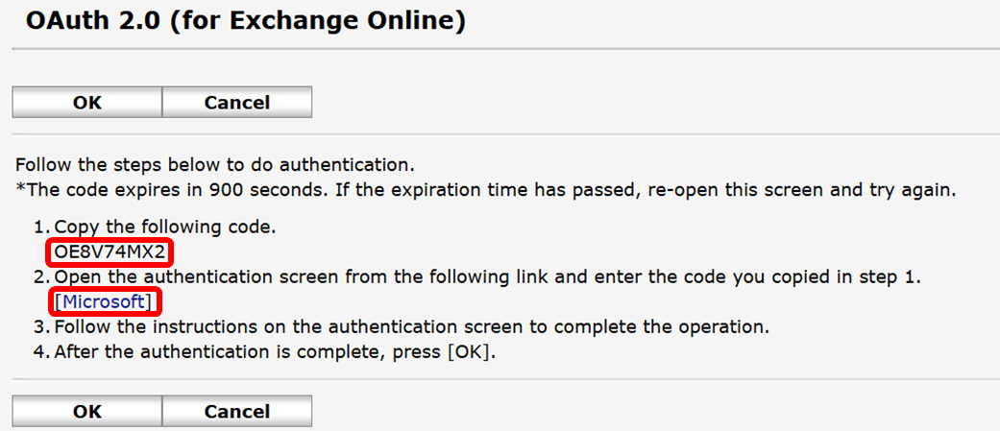 OAuth 2.0 (for Exchange Online)
OK Cancel
Follow the steps below to do authentication.
*The code expires in 900 seconds. If the expiration time has passed, re-open this screen and try again.
1. Copy the following code.
OE8V74MX2
2. Open the authentication screen from the following link and enter the code you copied in step 1.
[Microsoft]
3. Follow the instructions on the authentication screen to complete the operation.
4. After the authentication is complete, press [OK].
OK Cancel